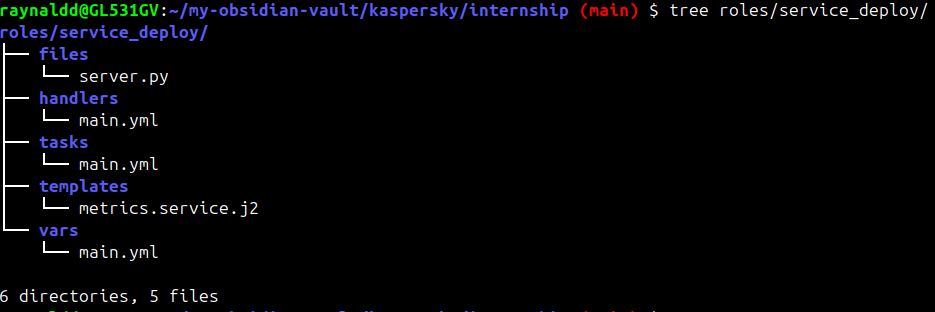 raynaldd@GL531GV:~/my-obsidian-vault/kaspersky/internship (main) $ tree roles/service_deploy/
roles/service_deploy/
├── files
│   └── server.py
├── handlers
│   └── main.yml
├── tasks
│   └── main.yml
├── templates
│   └── metrics.service.j2
└── vars
    └── main.yml
6 directories, 5 files